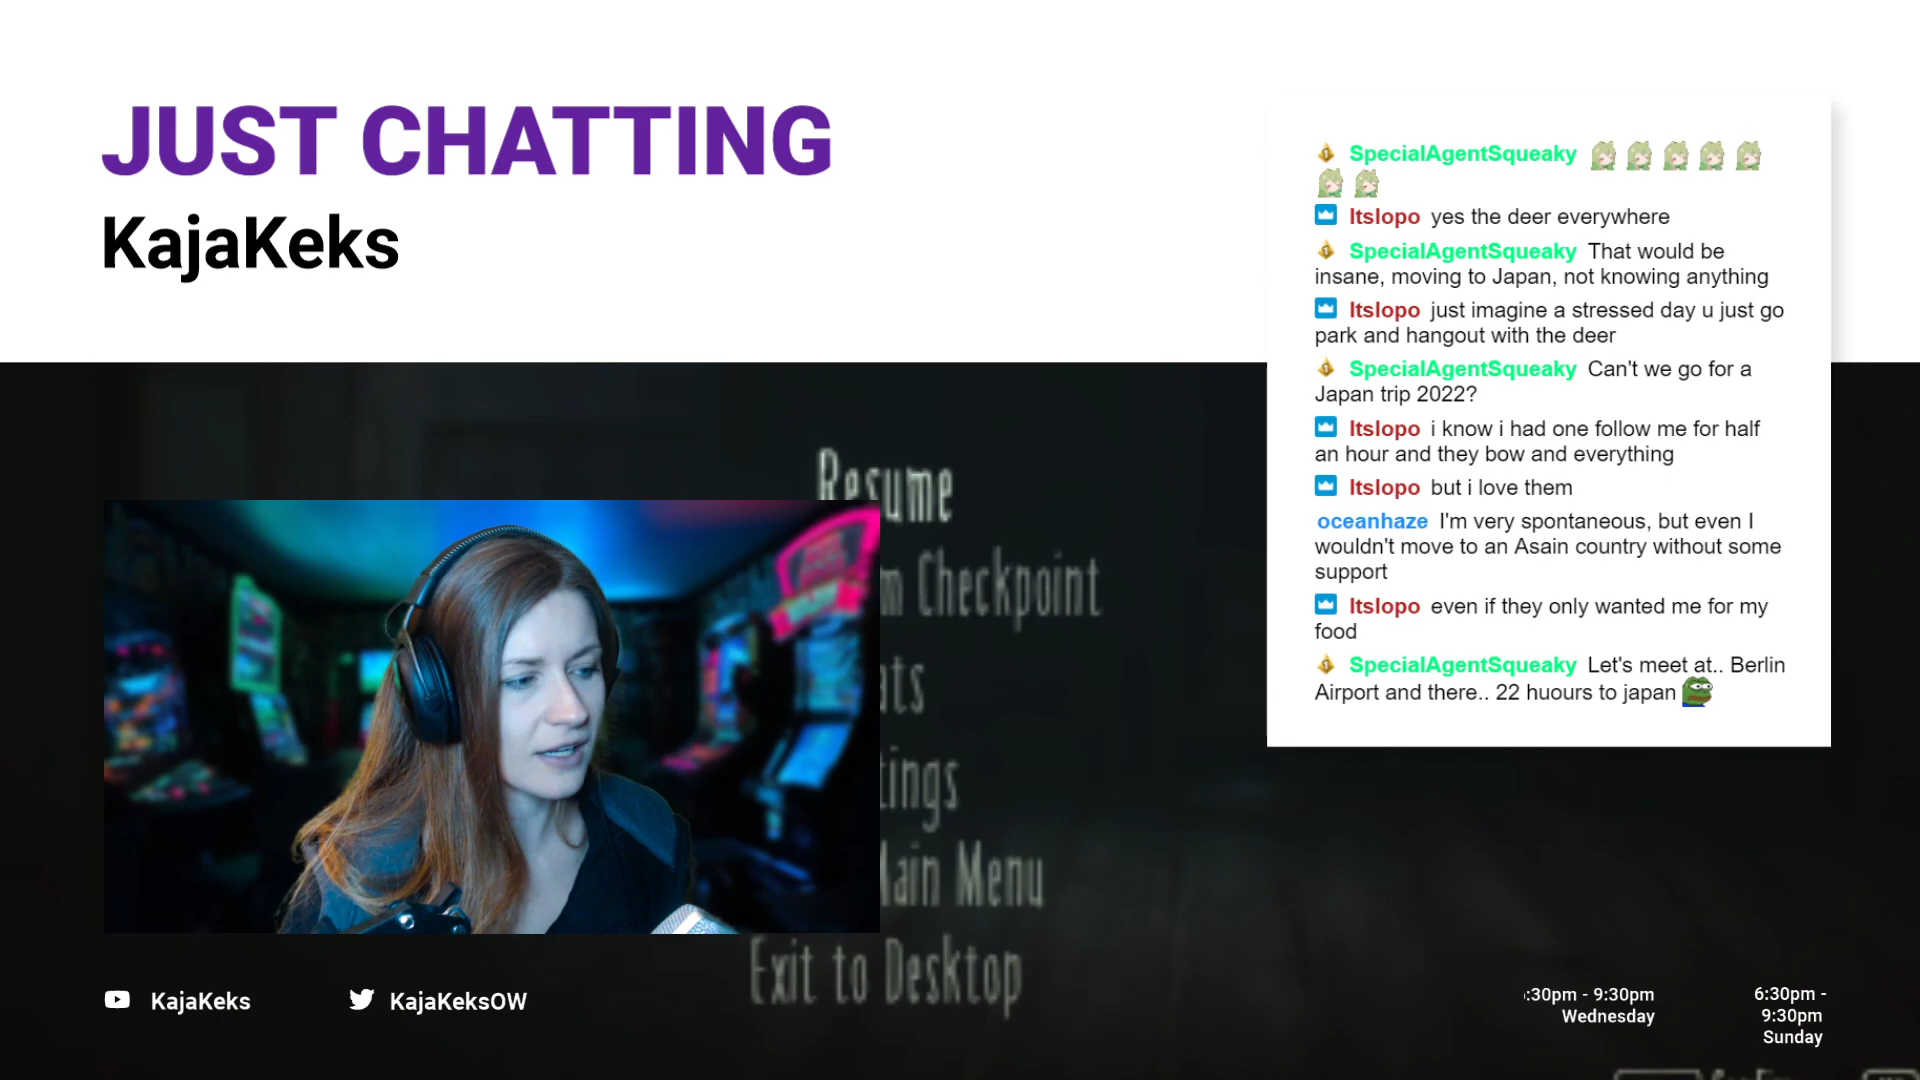 JUST CHATTING
KajaKeks
SpecialAgentSqueaky
Itslopo yes the deer everywhere
SpecialAgentSqueaky That would be
insane, moving to Japan, not knowing anything
Itslopo just imagine a stressed day u just go
park and hangout with the deer
SpecialAgentSqueaky Can't we go for a
Japan trip 2022?
Itslopo i know i had one follow me for half
an hour and they bow and everything
Itslopo but i love them
oceanhaze I'm very spontaneous, but even I
wouldn't move to an Asain country without some
support
Itslopo even if they only wanted me for my
food
SpecialAgentSqueaky Let's meet at.. Berlin
Airport and there.. 22 huours to japan
Resume
Checkpoint
Main Menu
Exit to Desktop
KajaKeks
KajaKeksOW
:30pm - 9:30pm
Wednesday
6:30pm -
9:30pm
Sunday